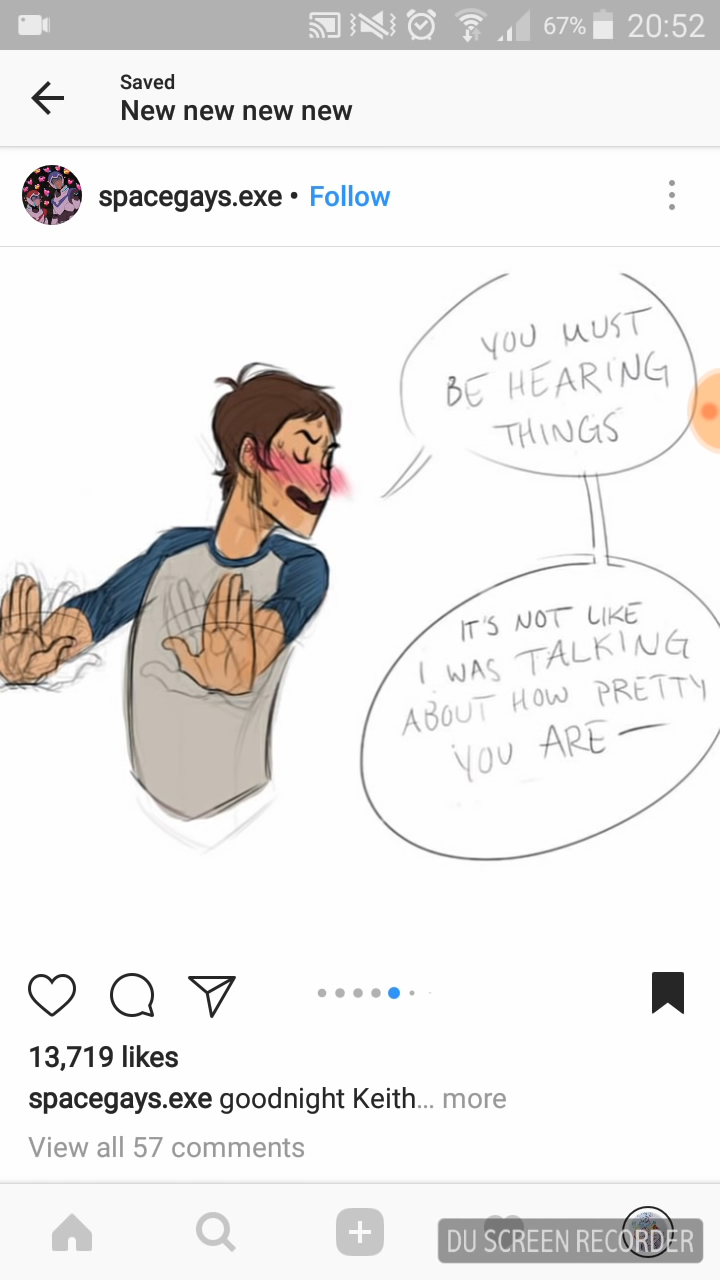 67% 20:52
Saved
New new new new
spacegays.exe • Follow
YOU MUST
BE HEARING
THINGS
IT'S NOT LIKE
I WAS TALKING
ABOUT HOW PRETTY
YOU ARE—
13,719 likes
spacegays.exe goodnight Keith... more
View all 57 comments
DU SCREEN RECORDER